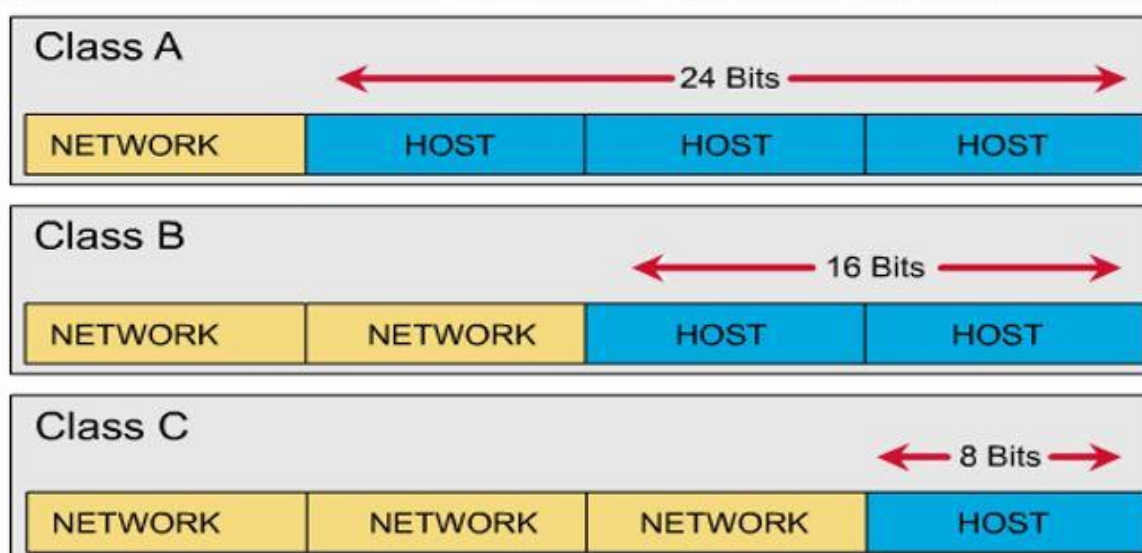 Class A
24 Bits
NETWORK HOST HOST HOST
Class B
16 Bits
NETWORK NETWORK HOST HOST
Class C
8 Bits
NETWORK NETWORK NETWORK HOST